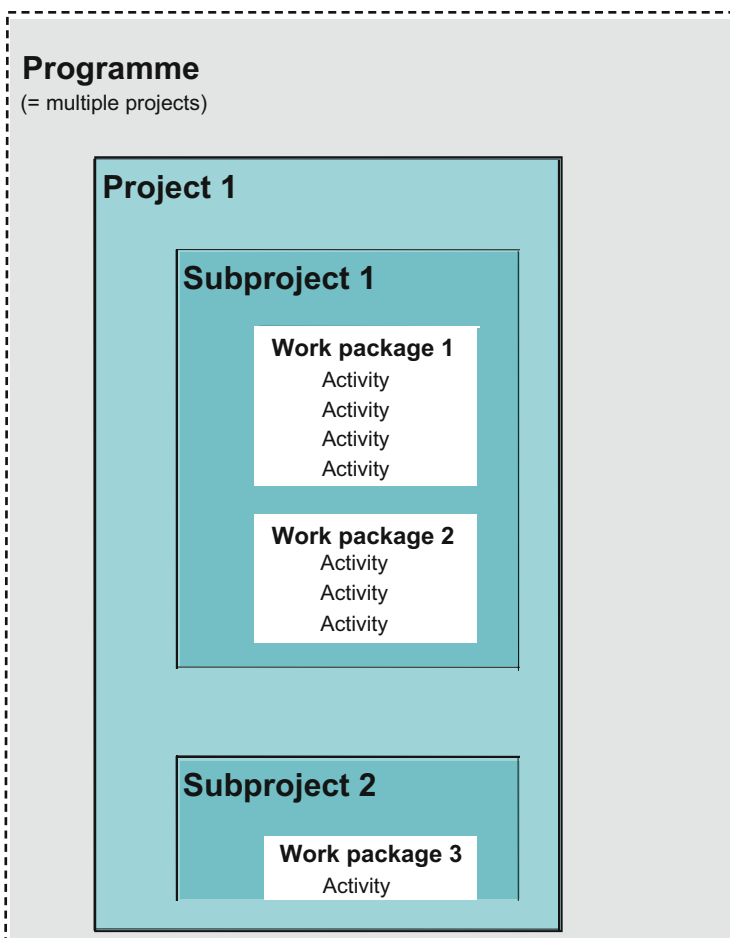 Programme
(= multiple projects)
Project 1
Subproject 1
Work package 1
Activity
Activity
Activity
Activity
Work package 2
Activity
Activity
Activity
Subproject 2
Work package 3
Activity